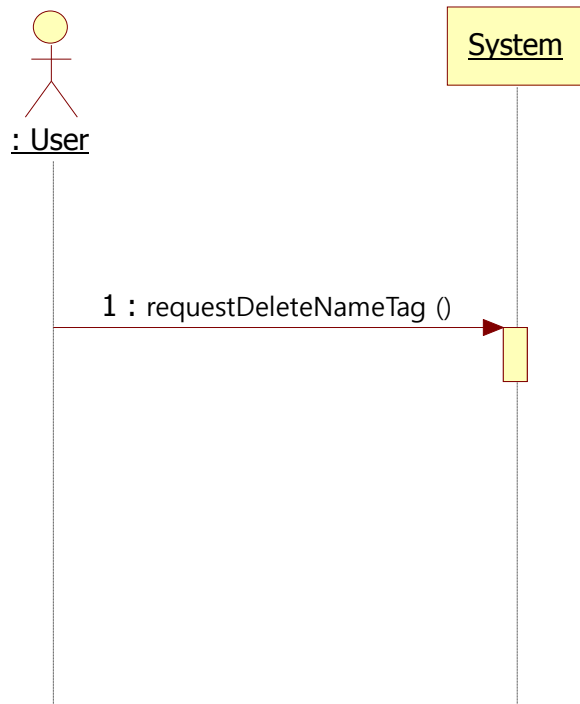 System
: User
1 : requestDeleteNameTag ()